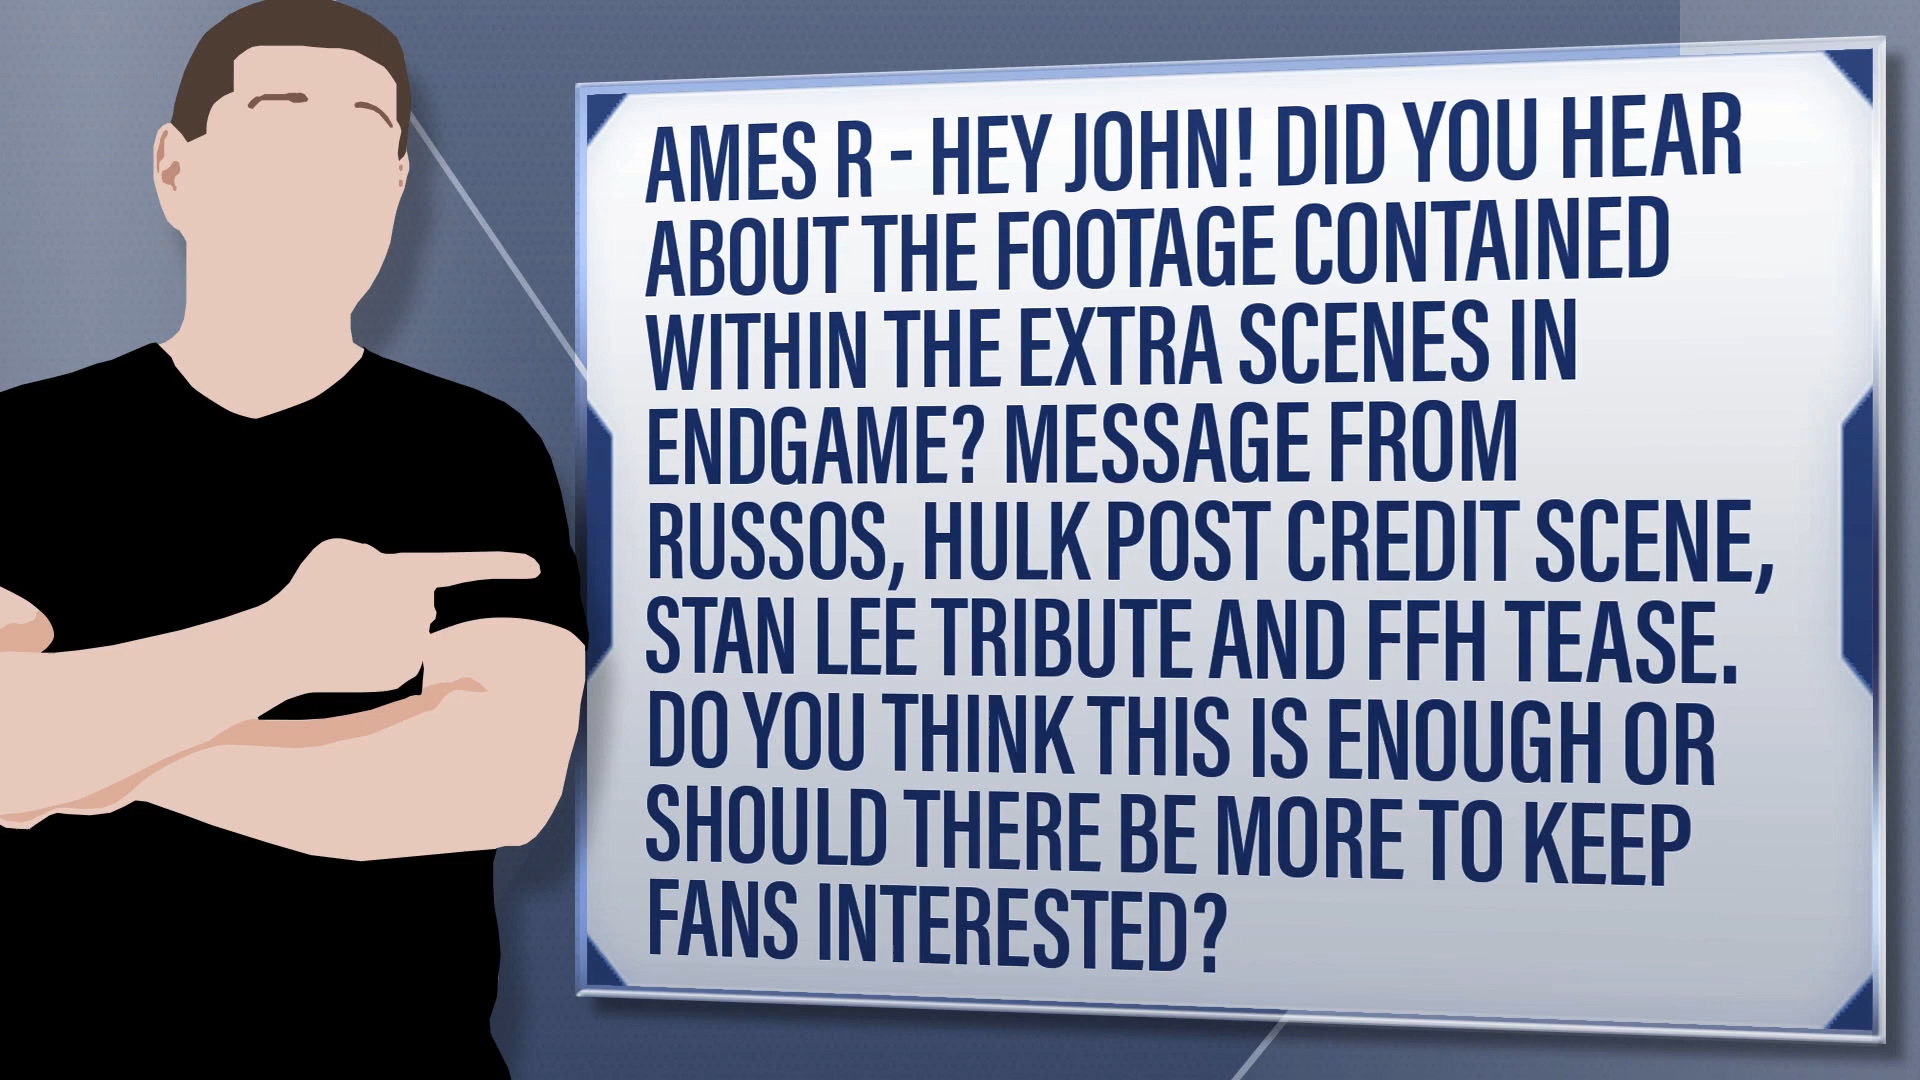 AMES R - HEY JOHN! DID YOU HEAR
ABOUT THE FOOTAGE CONTAINED
WITHIN THE EXTRA SCENES IN
ENDGAME? MESSAGE FROM
RUSSOS, HULK POST CREDIT SCENE,
STAN LEE TRIBUTE AND FFH TEASE.
DO YOU THINK THIS IS ENOUGH OR
SHOULD THERE BE MORE TO KEEP
FANS INTERESTED?